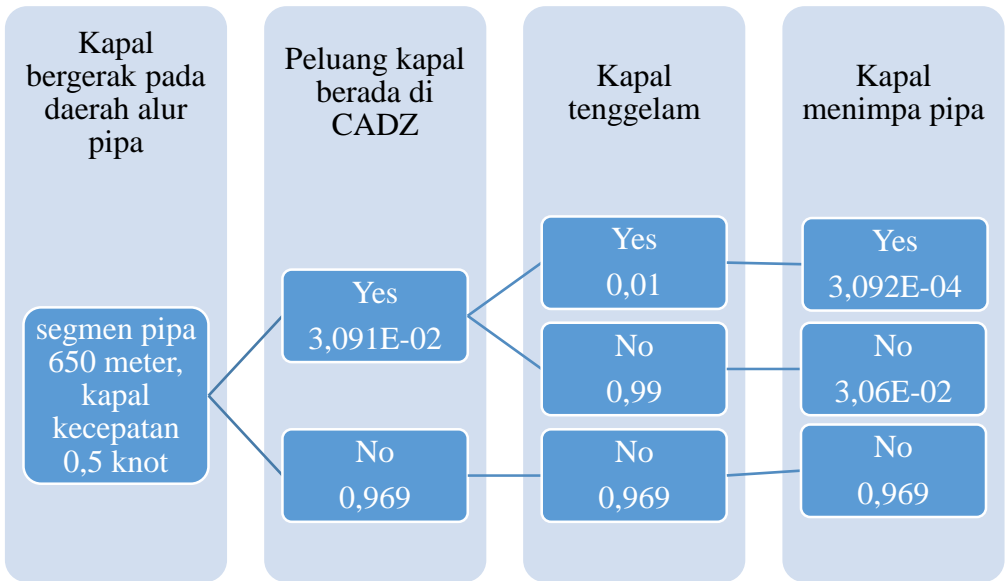 Kapal
bergerak pada
daerah alur
pipa
segmen pipa
650 meter,
kapal
kecepatan
0,5 knot
Peluang kapal
berada di
CADZ
Yes
3,091E-02
No
0,969
Kapal
tenggelam
Yes
0,01
No
0,99
No
0,969
Kapal
menimpa pipa
Yes
3,092E-04
No
3,06E-02
No
0,969